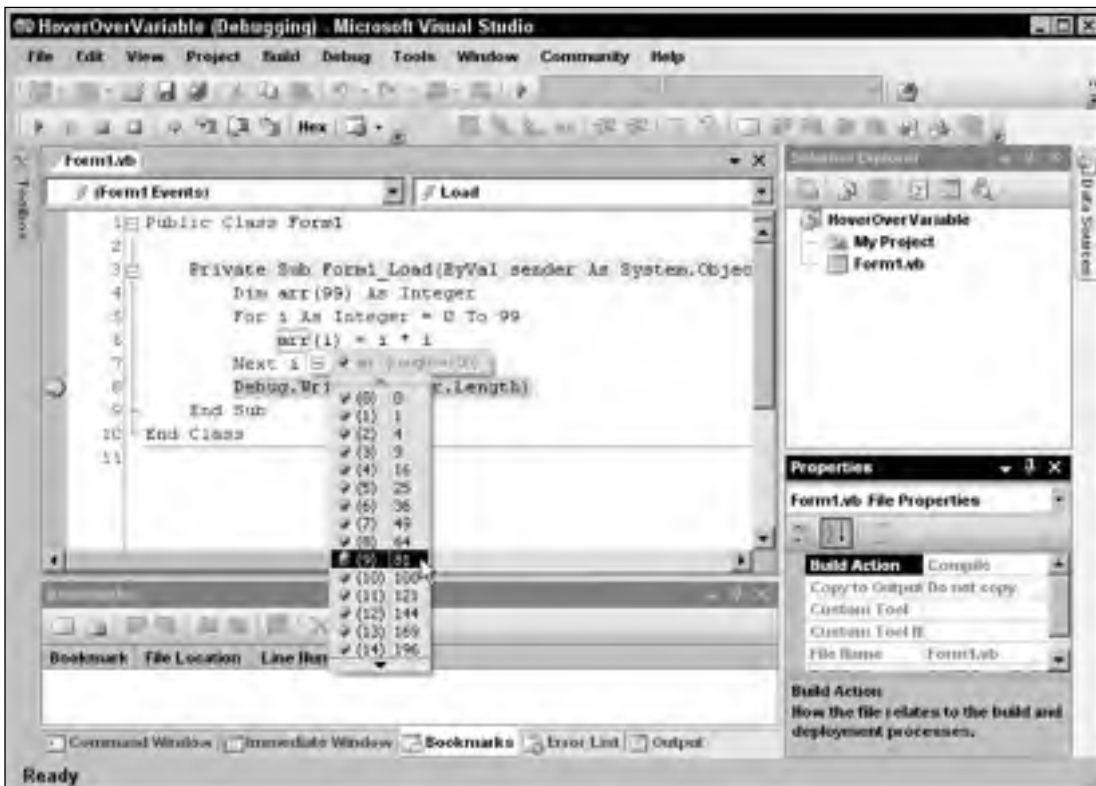 HoverOverVariable (Debugging) - Microsoft Visual Studio
File Edit View Project Build Debug Tools Window Community Help
Hex
Toolbox
Form1.vb
(Form1 Events)
Load
1 Public Class Form1
2
3 Private Sub Form1_Load(ByVal sender As System.Objec
4 Dim arr(99) As Integer
5 For i As Integer = 0 To 99
6 arr(i) = i * i
7 Next i
arr {Length=100}
8 Debug.Wri r.Length)
9 End Sub
10 End Class
11
(0) 0
(1) 1
(2) 4
(3) 9
(4) 16
(5) 25
(6) 36
(7) 49
(8) 64
(9) 81
(10) 100
(11) 121
(12) 144
(13) 169
(14) 196
Solution Explorer
HoverOverVariable
My Project
Form1.vb
Data Sources
Properties
Form1.vb File Properties
Build Action Compile
Copy to Output Do not copy
Custom Tool
Custom Tool N
File Name Form1.vb
Build Action
How the file relates to the build and
deployment processes.
Bookmarks
Bookmark File Location Line Num
Command Window Immediate Window Bookmarks Error List Output
Ready